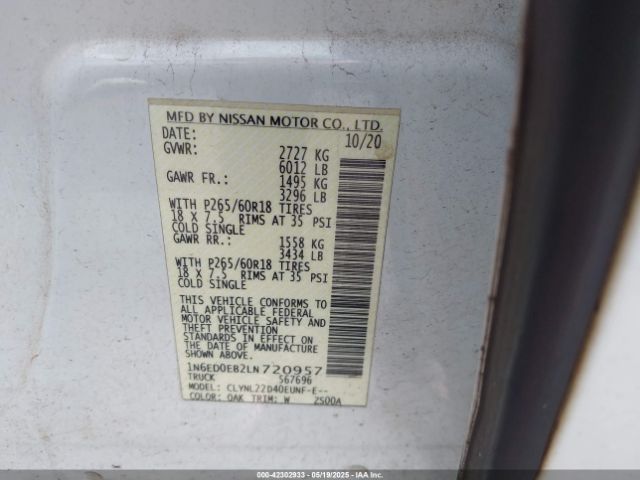 MFD BY NISSAN MOTOR CO., LTD.
DATE: 10/20
GVWR: 2727 KG
6012 LB
GAWR FR.: 1495 KG
3296 LB
WITH P265/60R18 TIRES
18 X 7.5 RIMS AT 35 PSI
COLD SINGLE
GAWR RR.: 1558 KG
3434 LB
WITH P265/60R18 TIRES
18 X 7.5 RIMS AT 35 PSI
COLD SINGLE
THIS VEHICLE CONFORMS TO
ALL APPLICABLE FEDERAL
MOTOR VEHICLE SAFETY AND
THEFT PREVENTION
STANDARDS IN EFFECT ON
THE DATE OF MANUFACTURE
SHOWN ABOVE.
1N6ED0EB2LN720957
TRUCK 567696
MODEL: CLYNL22D40EUNF-E--
COLOR: QAK TRIM: W 2S00A
000-42302933 - 05/19/2025 - IAAI.COM